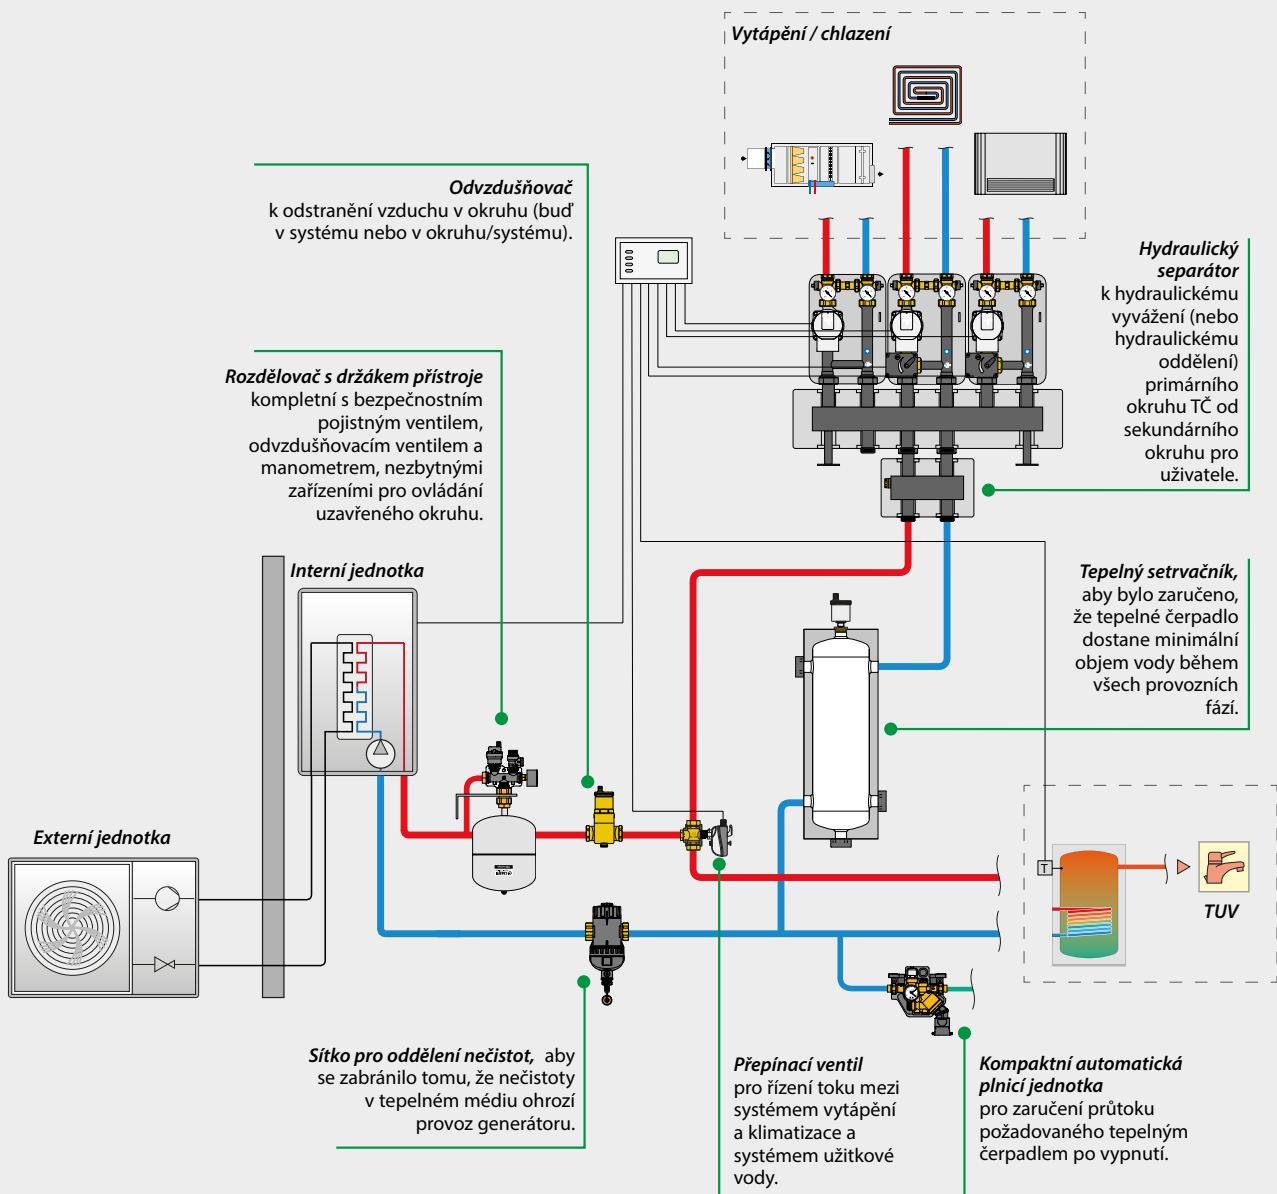 Vytápění / chlazení
Odvzdušňovač
k odstranění vzduchu v okruhu (buď
v systému nebo v okruhu/systému).
Hydraulický
separátor
k hydraulickému
vyvážení (nebo
hydraulickému
oddělení)
primárního
okruhu TČ od
sekundárního
okruhu pro
uživatele.
Rozdělovač s držákem přístroje
kompletní s bezpečnostním
pojistným ventilem,
odvzdušňovacím ventilem a
manometrem, nezbytnými
zařízeními pro ovládání
uzavřeného okruhu.
Interní jednotka
Tepelný setrvačník,
aby bylo zaručeno,
že tepelné čerpadlo
dostane minimální
objem vody během
všech provozních
fází.
Externí jednotka
T
TUV
Sítko pro oddělení nečistot, aby
se zabránilo tomu, že nečistoty
v tepelném médiu ohrozí
provoz generátoru.
Přepínací ventil
pro řízení toku mezi
systémem vytápění
a klimatizace a
systémem užitkové
vody.
Kompaktní automatická
plnicí jednotka
pro zaručení průtoku
požadovaného tepelným
čerpadlem po vypnutí.